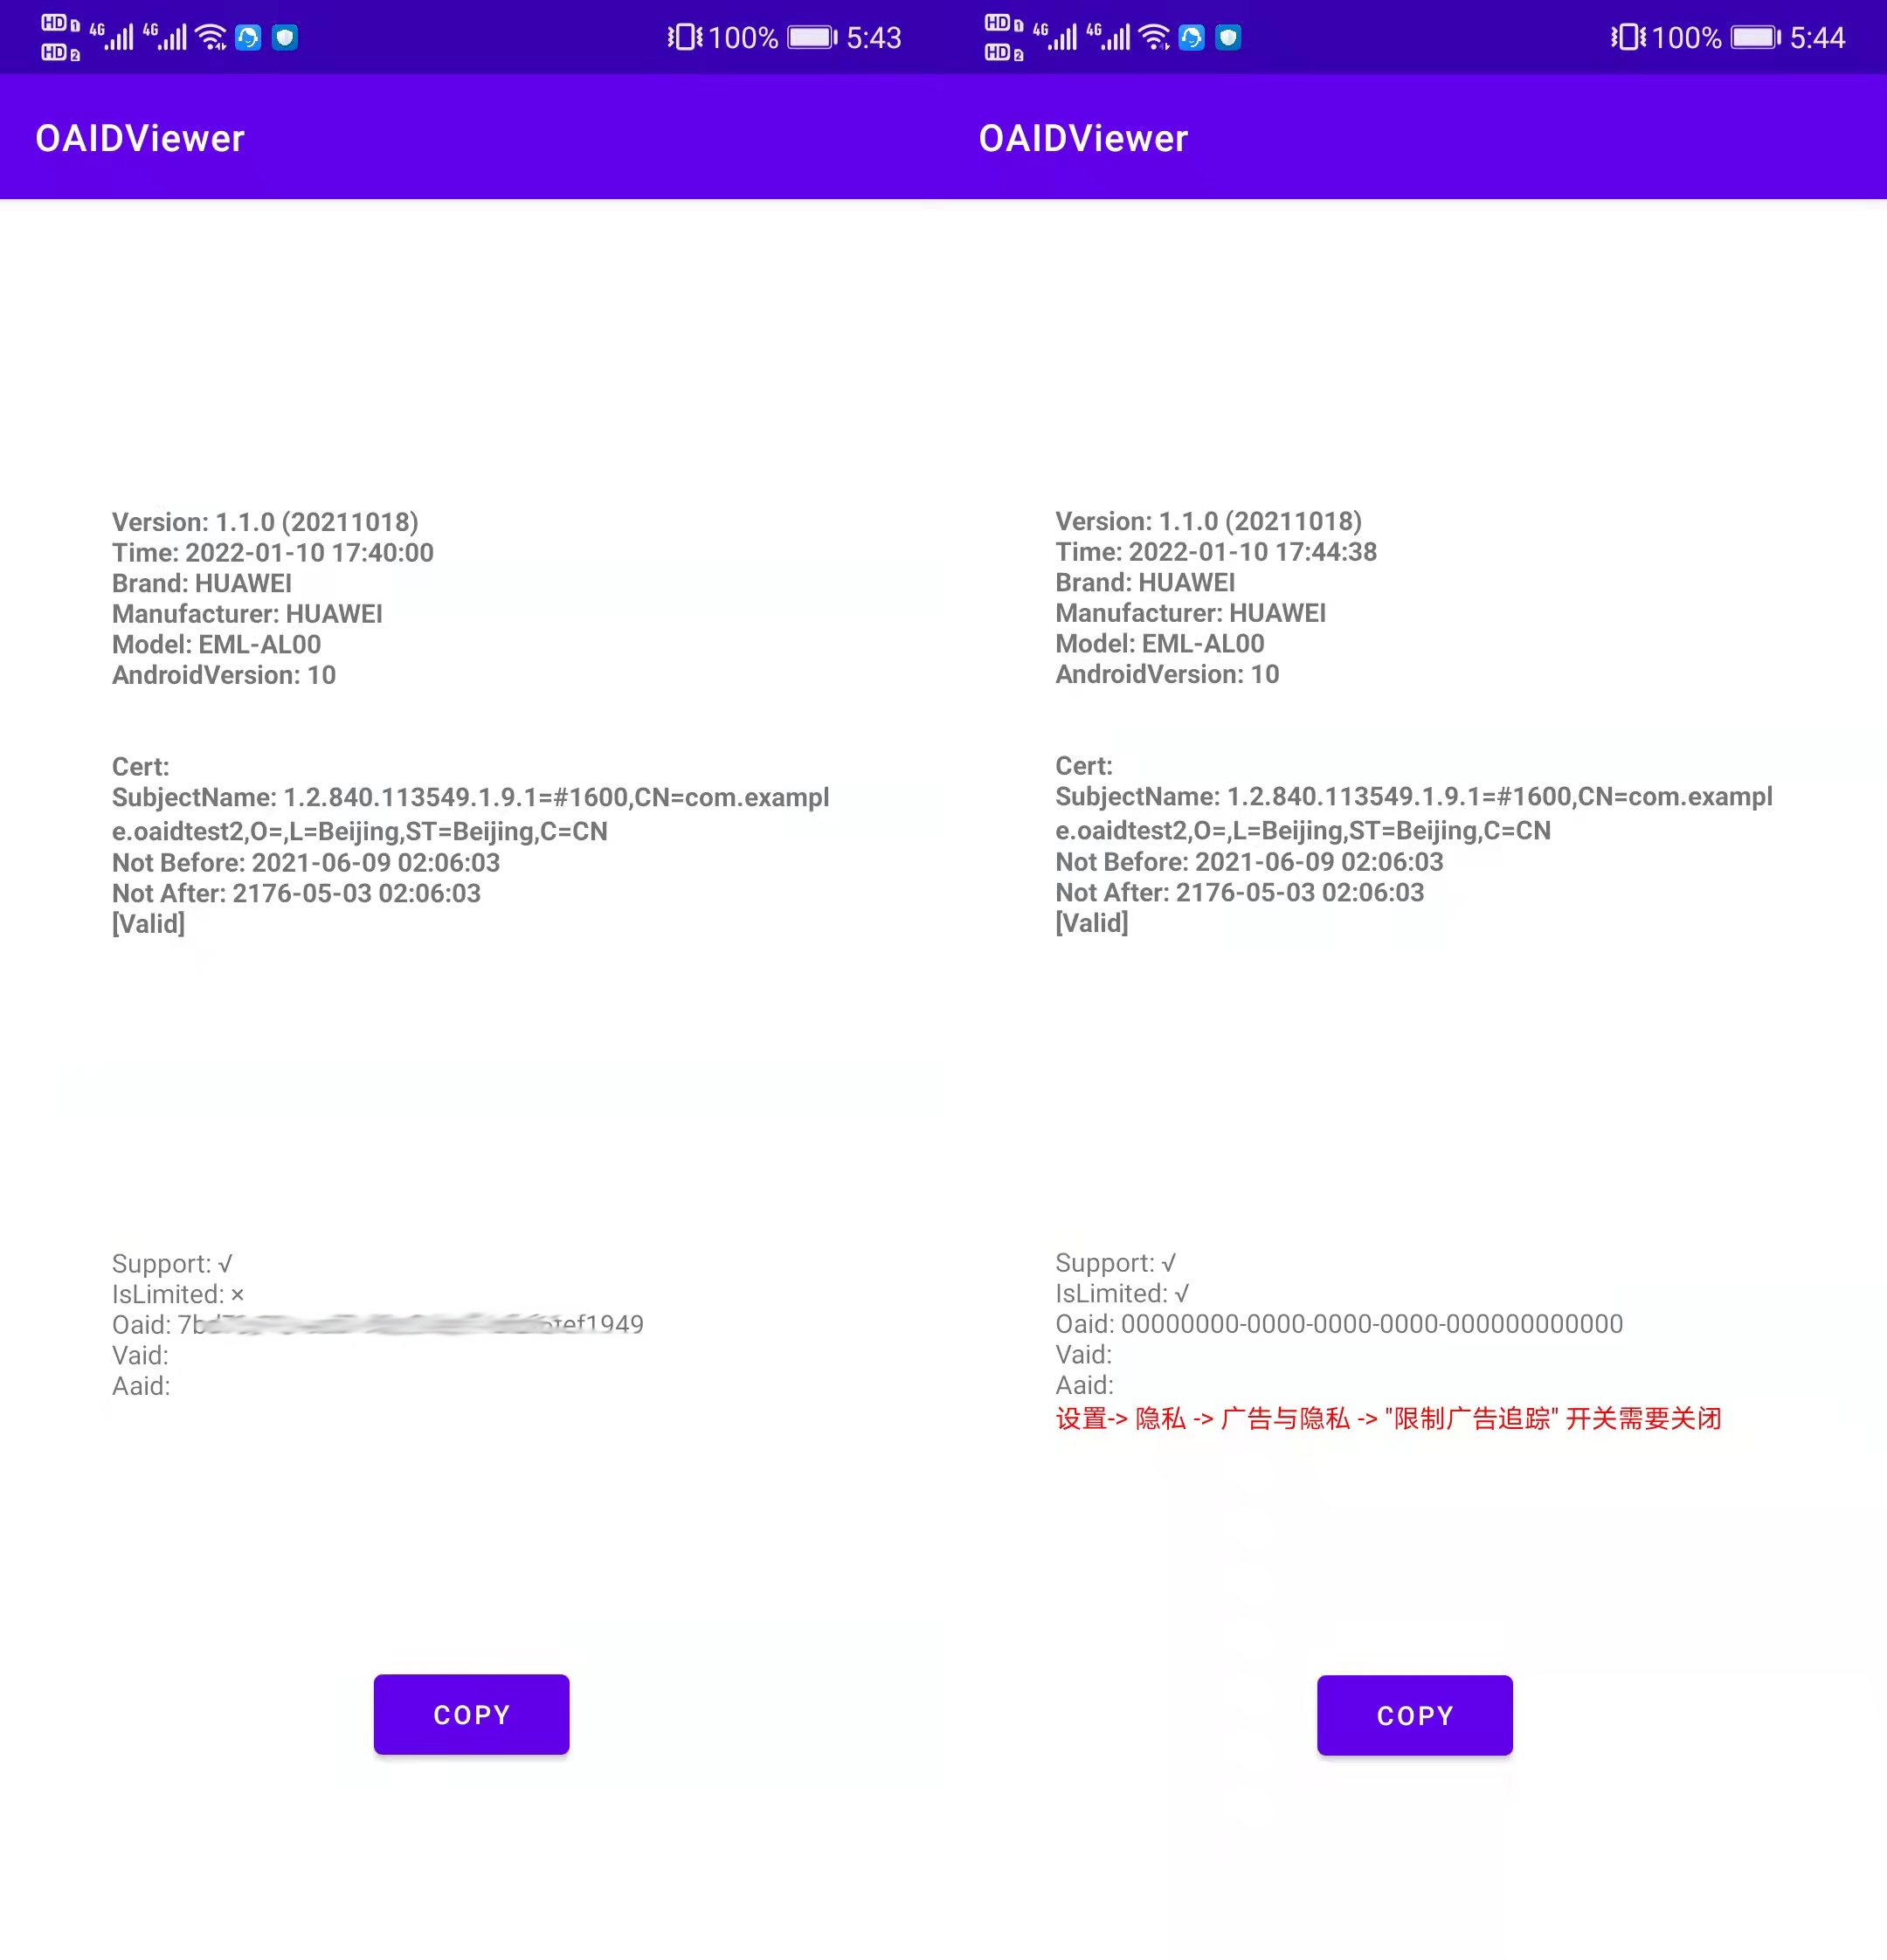 HD 1
HD 2
4G
4G
100%
5:43
OAIDViewer
Version: 1.1.0 (20211018)
Time: 2022-01-10 17:40:00
Brand: HUAWEI
Manufacturer: HUAWEI
Model: EML-AL00
AndroidVersion: 10
Cert:
SubjectName: 1.2.840.113549.1.9.1=#1600,CN=com.exampl
e.oaidtest2,O=,L=Beijing,ST=Beijing,C=CN
Not Before: 2021-06-09 02:06:03
Not After: 2176-05-03 02:06:03
[Valid]
Support: √
IsLimited: ×
Oaid:
Vaid:
Aaid:
COPY
HD 1
HD 2
4G
4G
100%
5:44
OAIDViewer
Version: 1.1.0 (20211018)
Time: 2022-01-10 17:44:38
Brand: HUAWEI
Manufacturer: HUAWEI
Model: EML-AL00
AndroidVersion: 10
Cert:
SubjectName: 1.2.840.113549.1.9.1=#1600,CN=com.exampl
e.oaidtest2,O=,L=Beijing,ST=Beijing,C=CN
Not Before: 2021-06-09 02:06:03
Not After: 2176-05-03 02:06:03
[Valid]
Support: √
IsLimited: √
Oaid: 00000000-0000-0000-0000-000000000000
Vaid:
Aaid:
设置-> 隐私 -> 广告与隐私 -> "限制广告追踪" 开关需要关闭
COPY